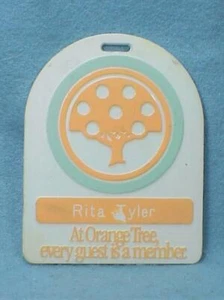 Rita Tyler
At Orange Tree,
every guest is a member.